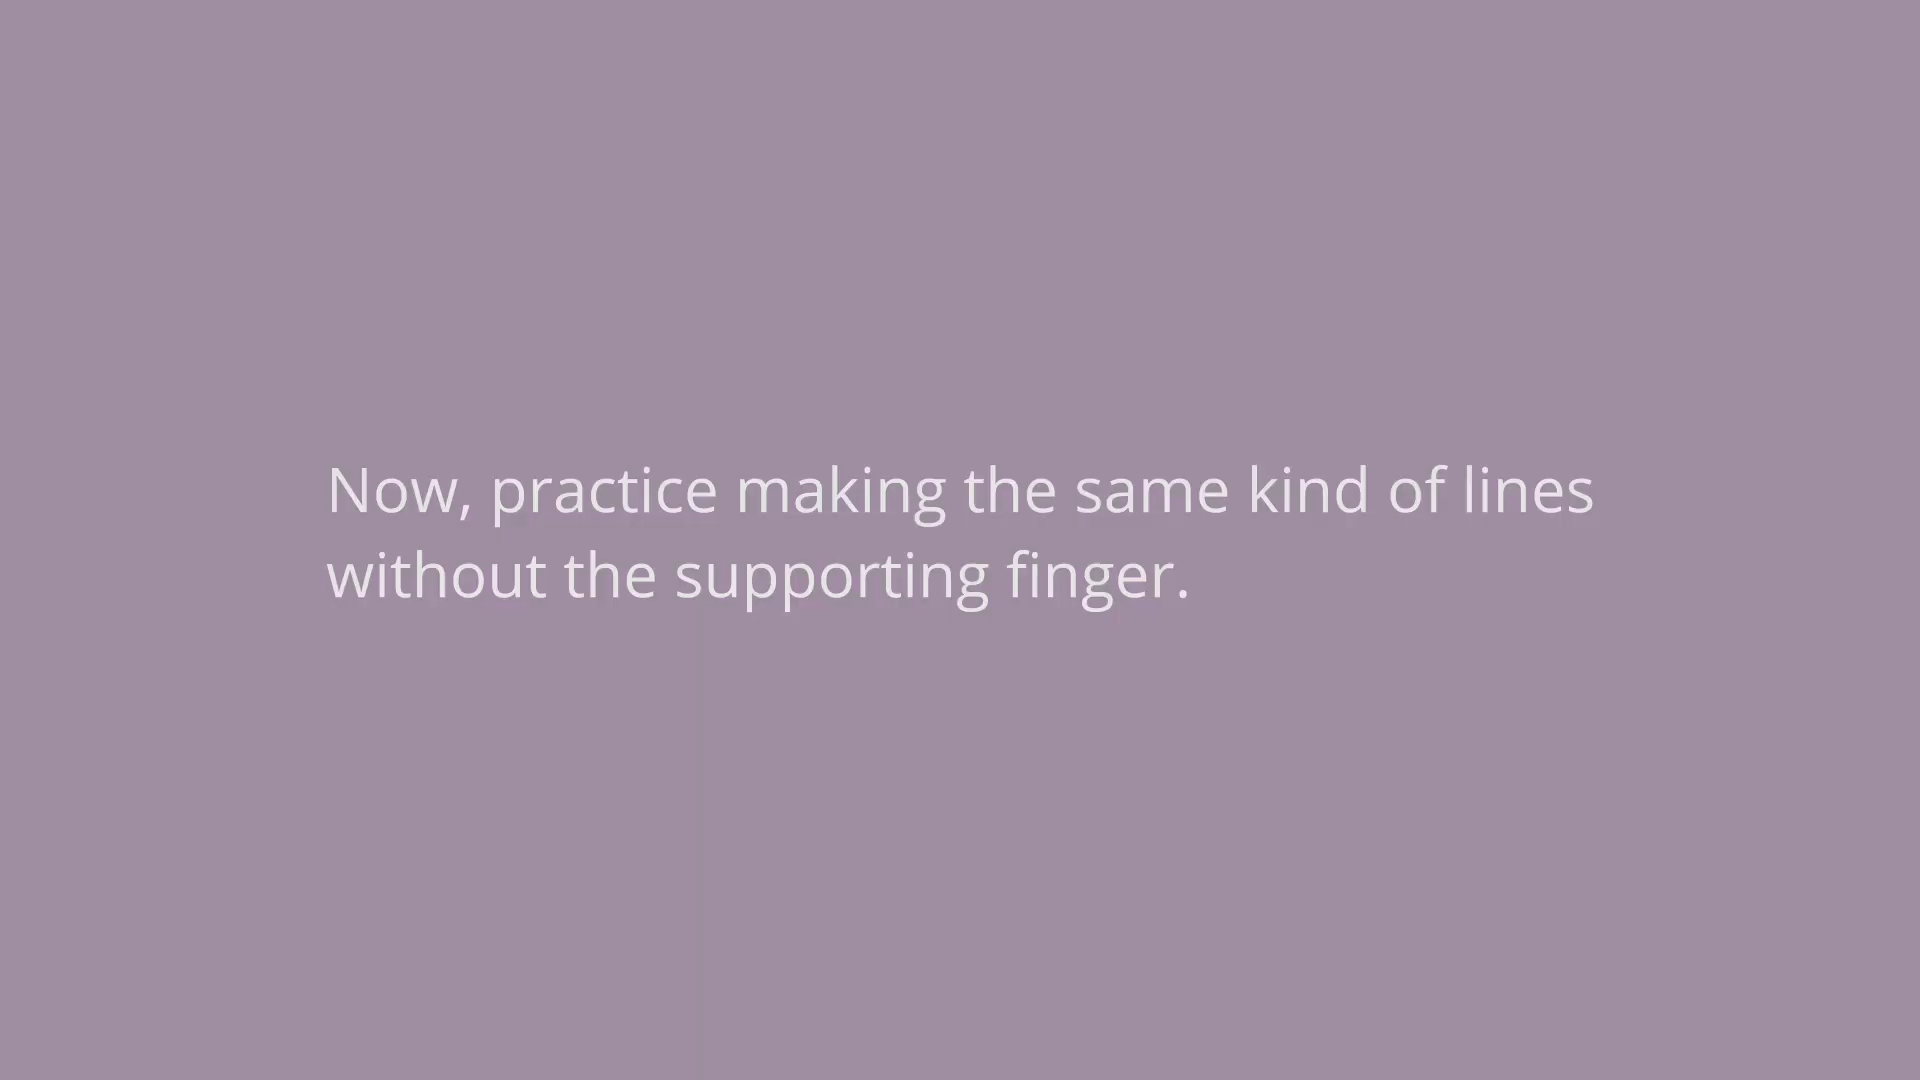 Now, practice making the same kind of lines
without the supporting finger.